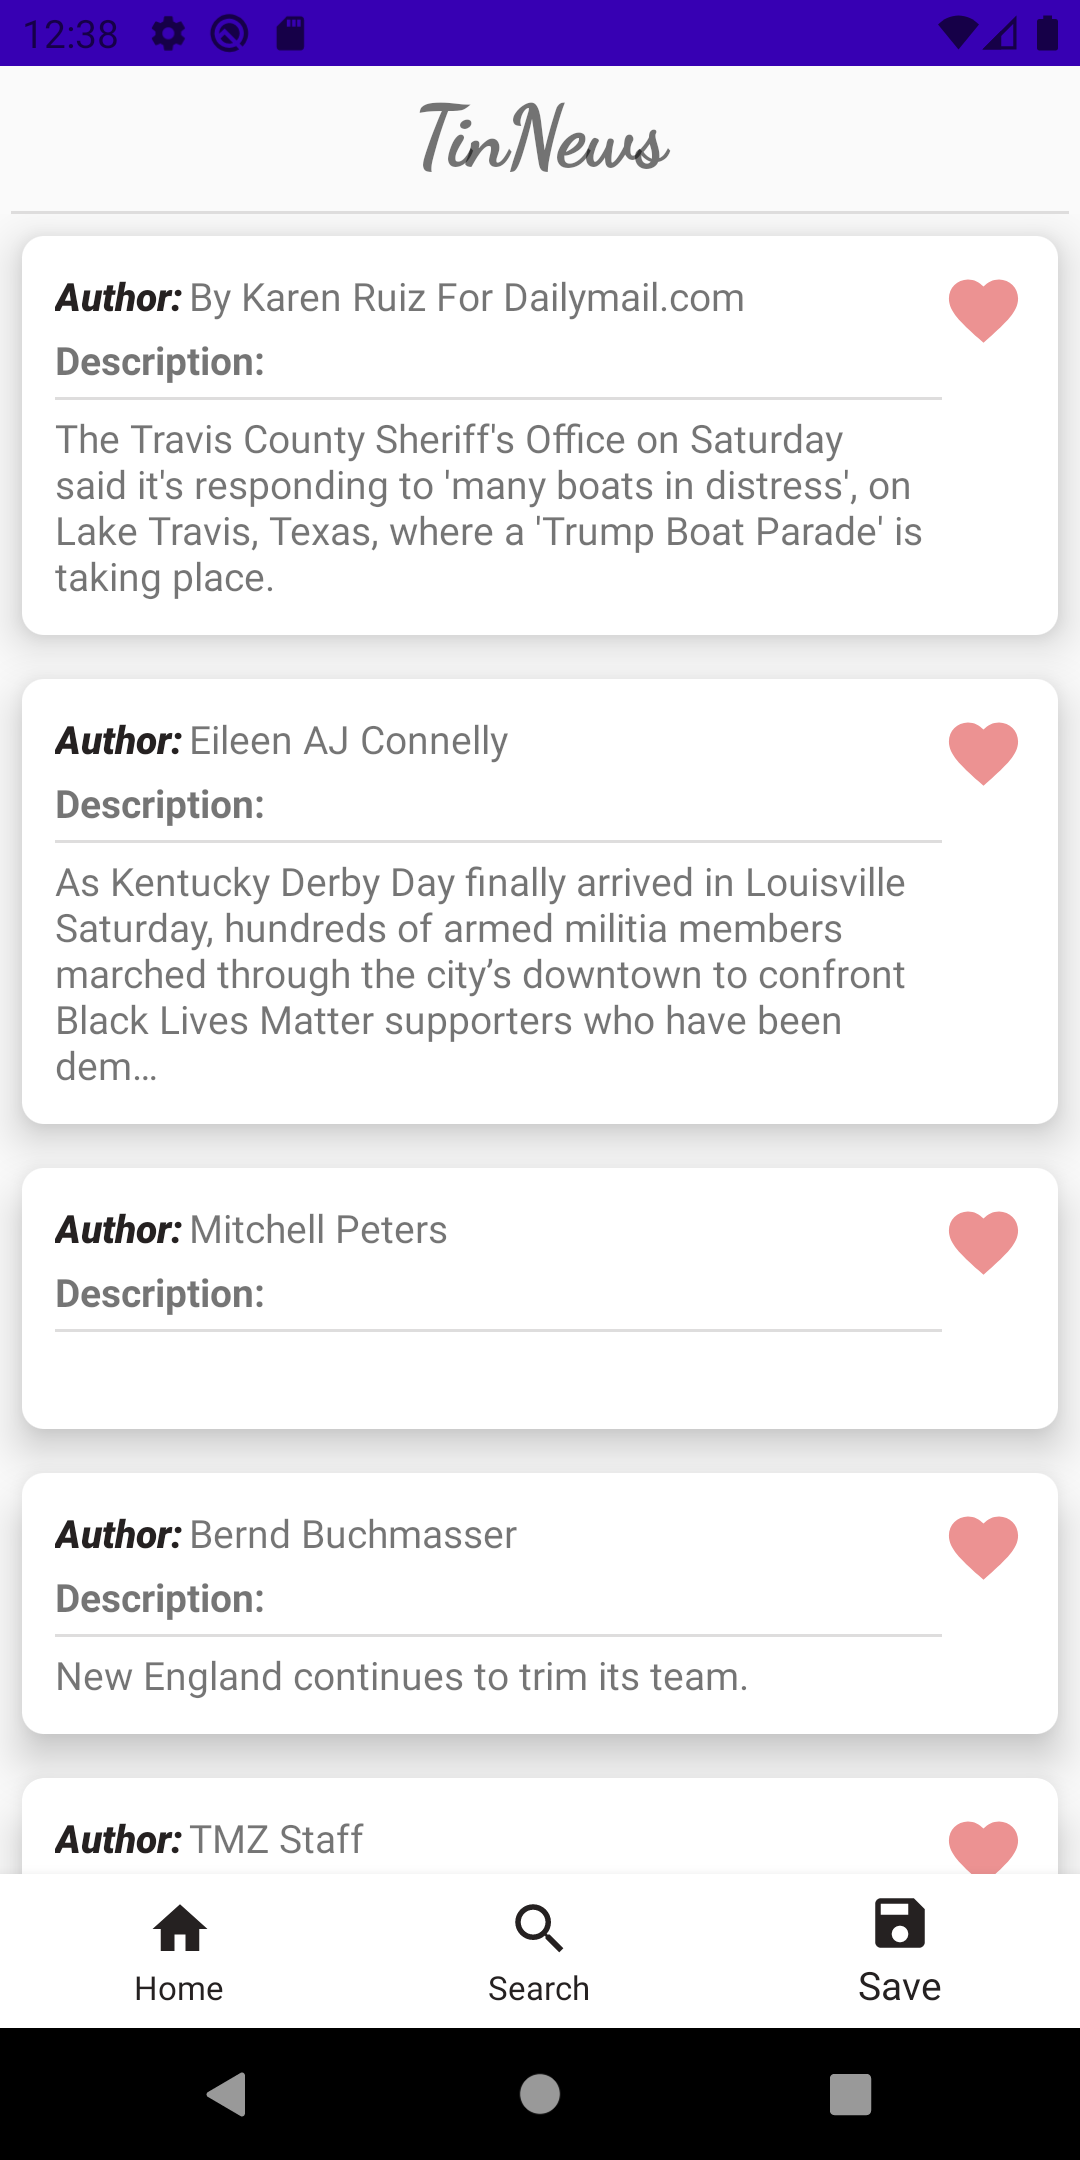 12:38
TinNews
Author: By Karen Ruiz For Dailymail.com
Description:
The Travis County Sheriff's Office on Saturday
said it's responding to 'many boats in distress', on
Lake Travis, Texas, where a 'Trump Boat Parade' is
taking place.
Author: Eileen AJ Connelly
Description:
As Kentucky Derby Day finally arrived in Louisville
Saturday, hundreds of armed militia members
marched through the city’s downtown to confront
Black Lives Matter supporters who have been
dem…
Author: Mitchell Peters
Description:
Author: Bernd Buchmasser
Description:
New England continues to trim its team.
Author: TMZ Staff
Home
Search
Save